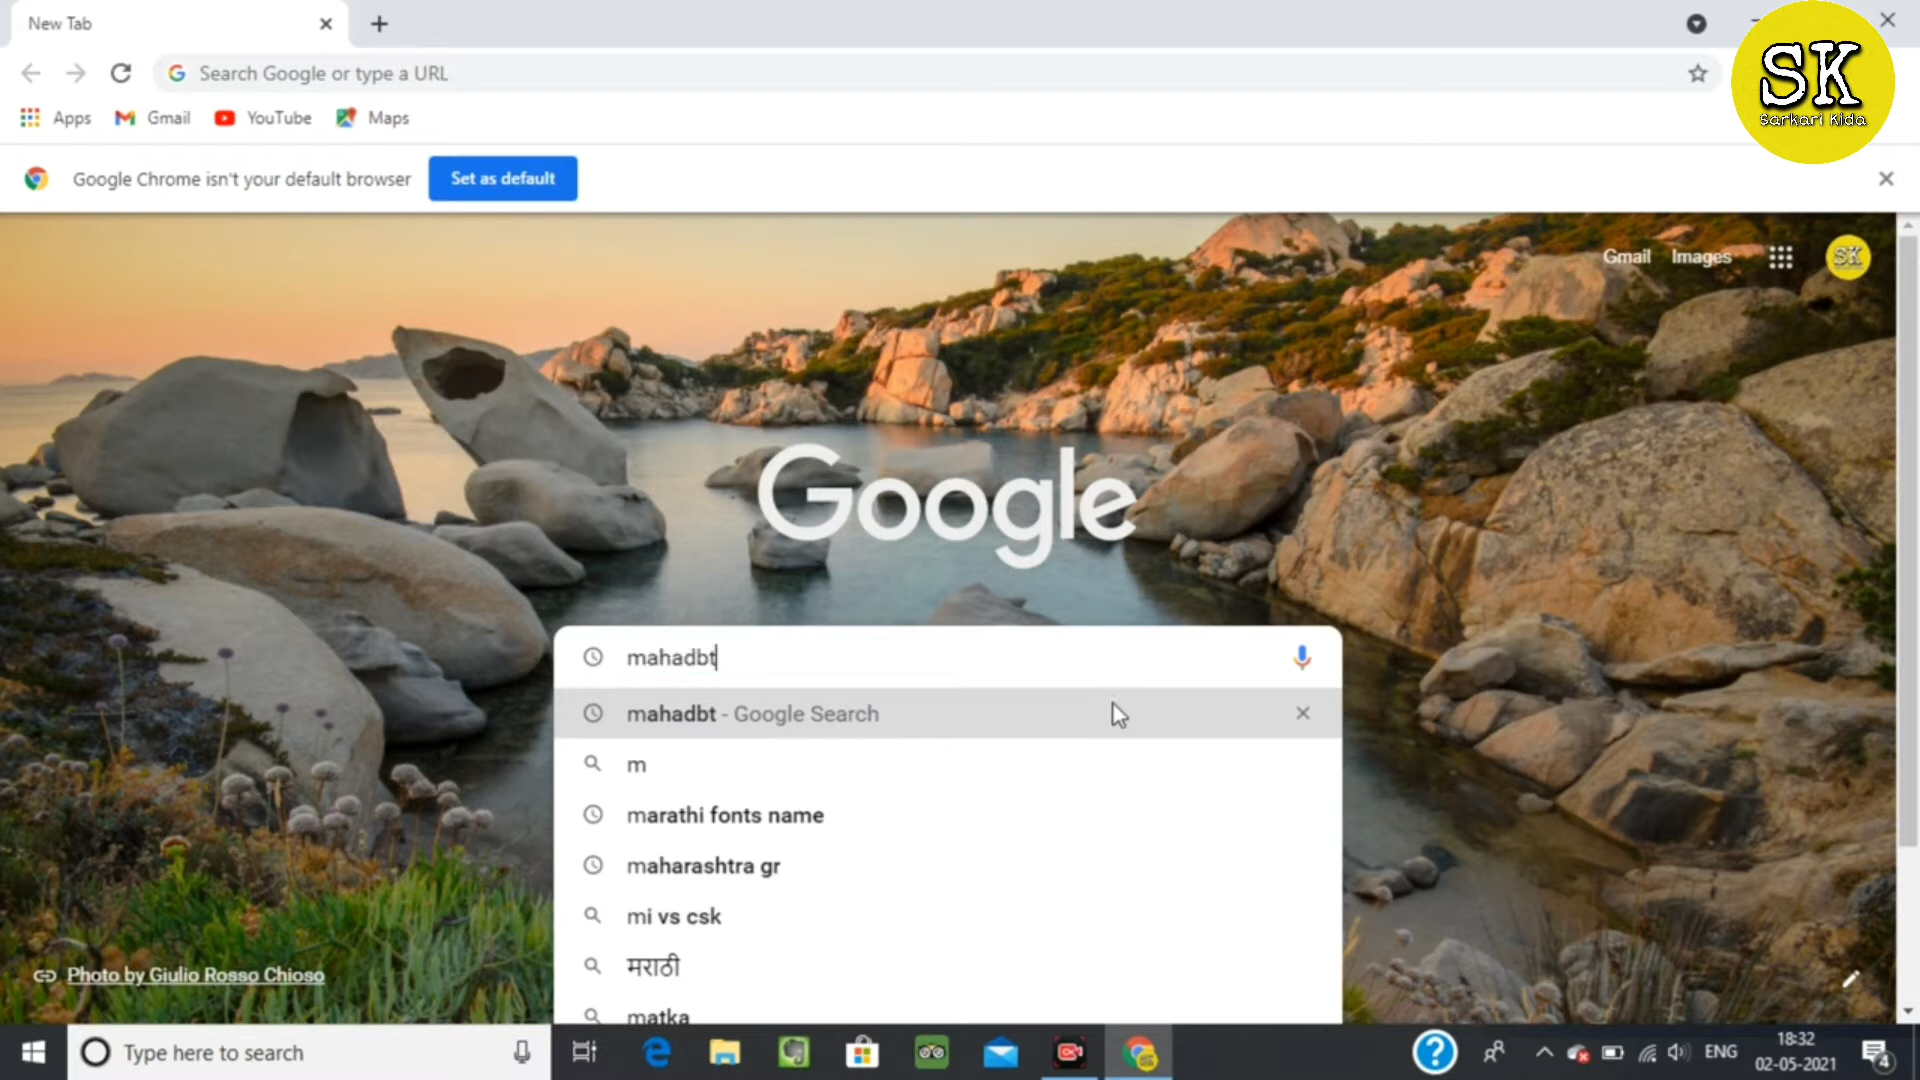 New Tab
Search Google or type a URL
Apps
Gmail
YouTube
Maps
SK
Sarkari Kida
Google Chrome isn't your default browser
Set as default
Gmail
Images
SK
Google
mahadbt
mahadbt - Google Search
m
marathi fonts name
maharashtra gr
mi vs csk
मराठी
matka
Photo by Giulio Rosso Chioso
Type here to search
ENG
18:32
02-05-2021
4